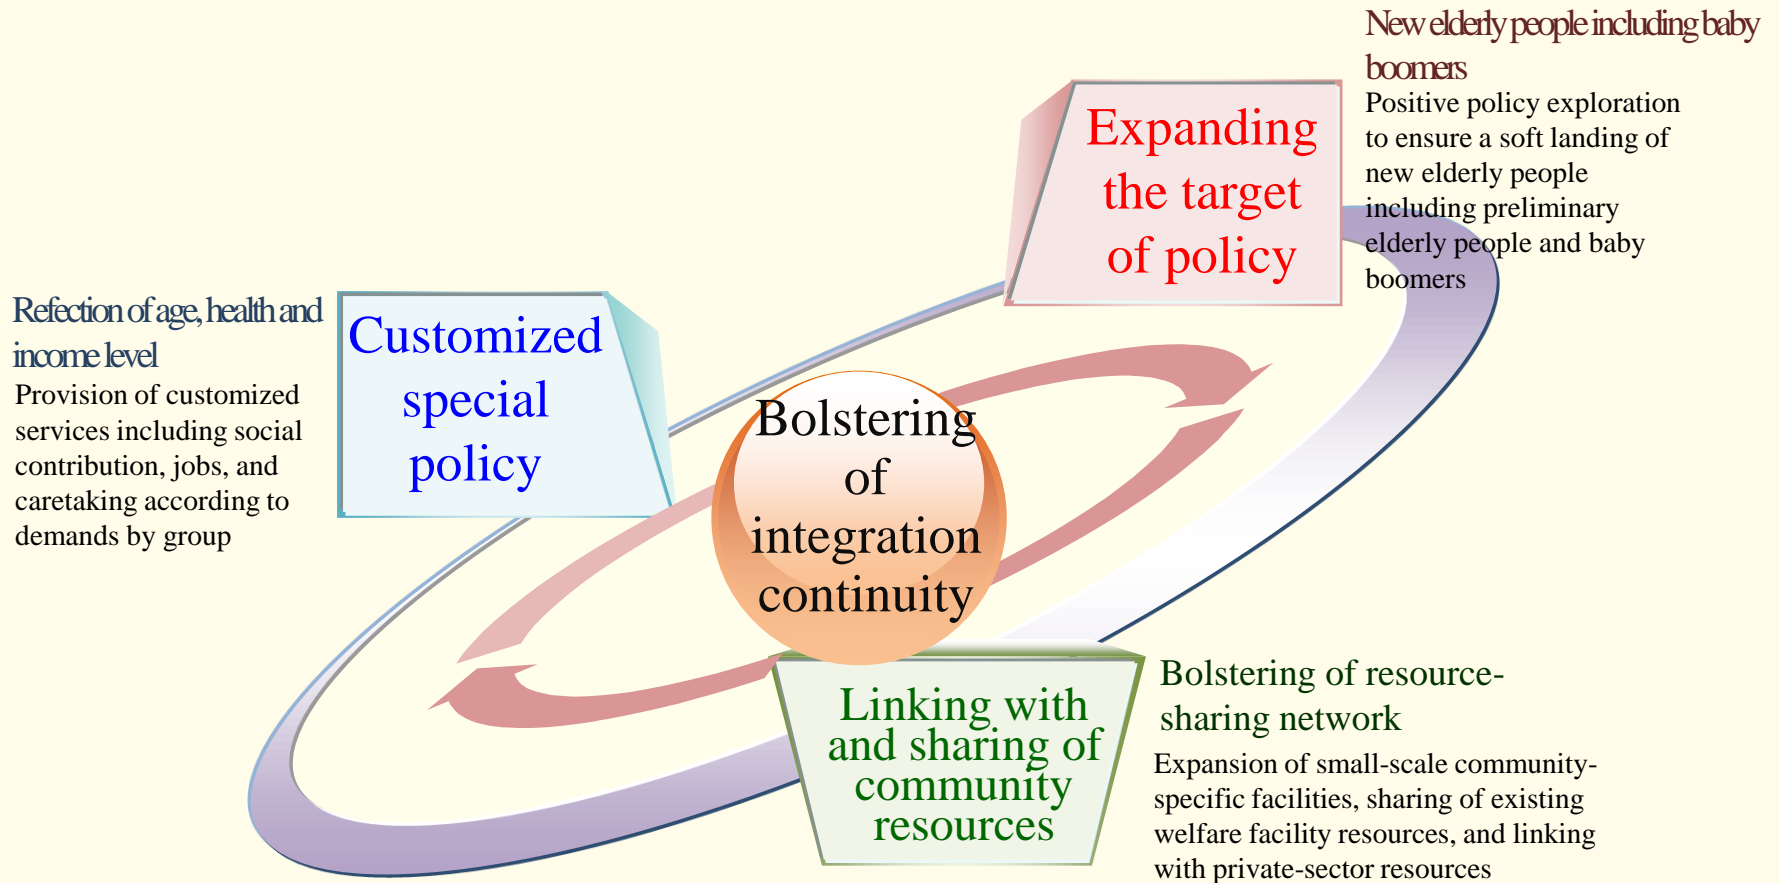 New elderly people including baby
boomers
Positive policy exploration
to ensure a soft landing of
new elderly people
including preliminary
elderly people and baby
boomers
Expanding
the target
of policy
Refection of age, health and
income level
Provision of customized
services including social
contribution, jobs, and
caretaking according to
demands by group
Customized
special
policy
Bolstering
of
integration
continuity
Linking with
and sharing of
community
resources
Bolstering of resource-
sharing network
Expansion of small-scale community-
specific facilities, sharing of existing
welfare facility resources, and linking
with private-sector resources